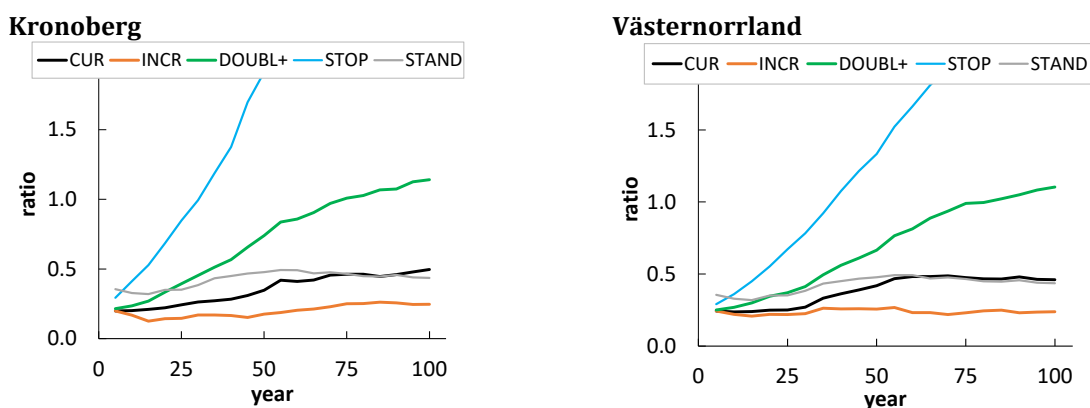 Kronoberg
CUR INCR DOUBL+ STOP STAND
1.5
1.0
0.5
0.0
ratio
0 25 50 75 100
year
Västernorrland
CUR INCR DOUBL+ STOP STAND
1.5
1.0
0.5
0.0
ratio
0 25 50 75 100
year